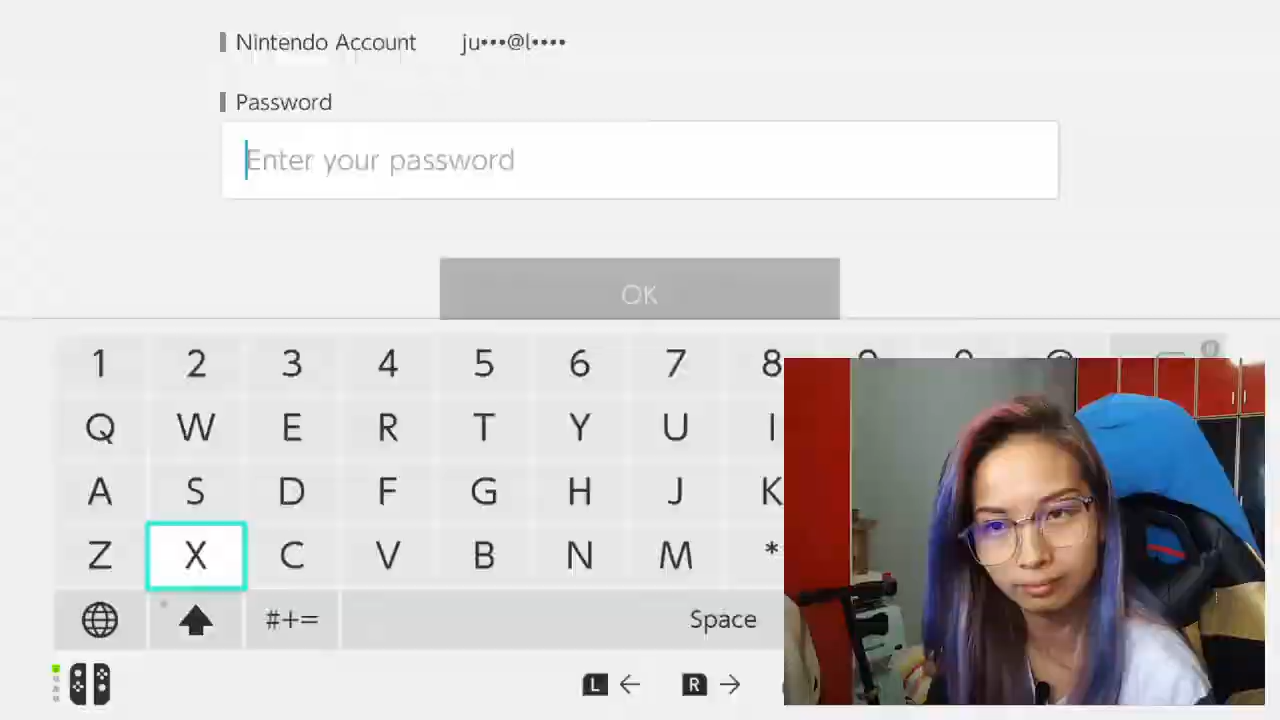 Nintendo Account ju•••@l••••
Password
Enter your password
OK
1 2 3 4 5 6 7 8
Q W E R T Y U I
A S D F G H J K
Z X C V B N M *
#+= Space
L ← R →